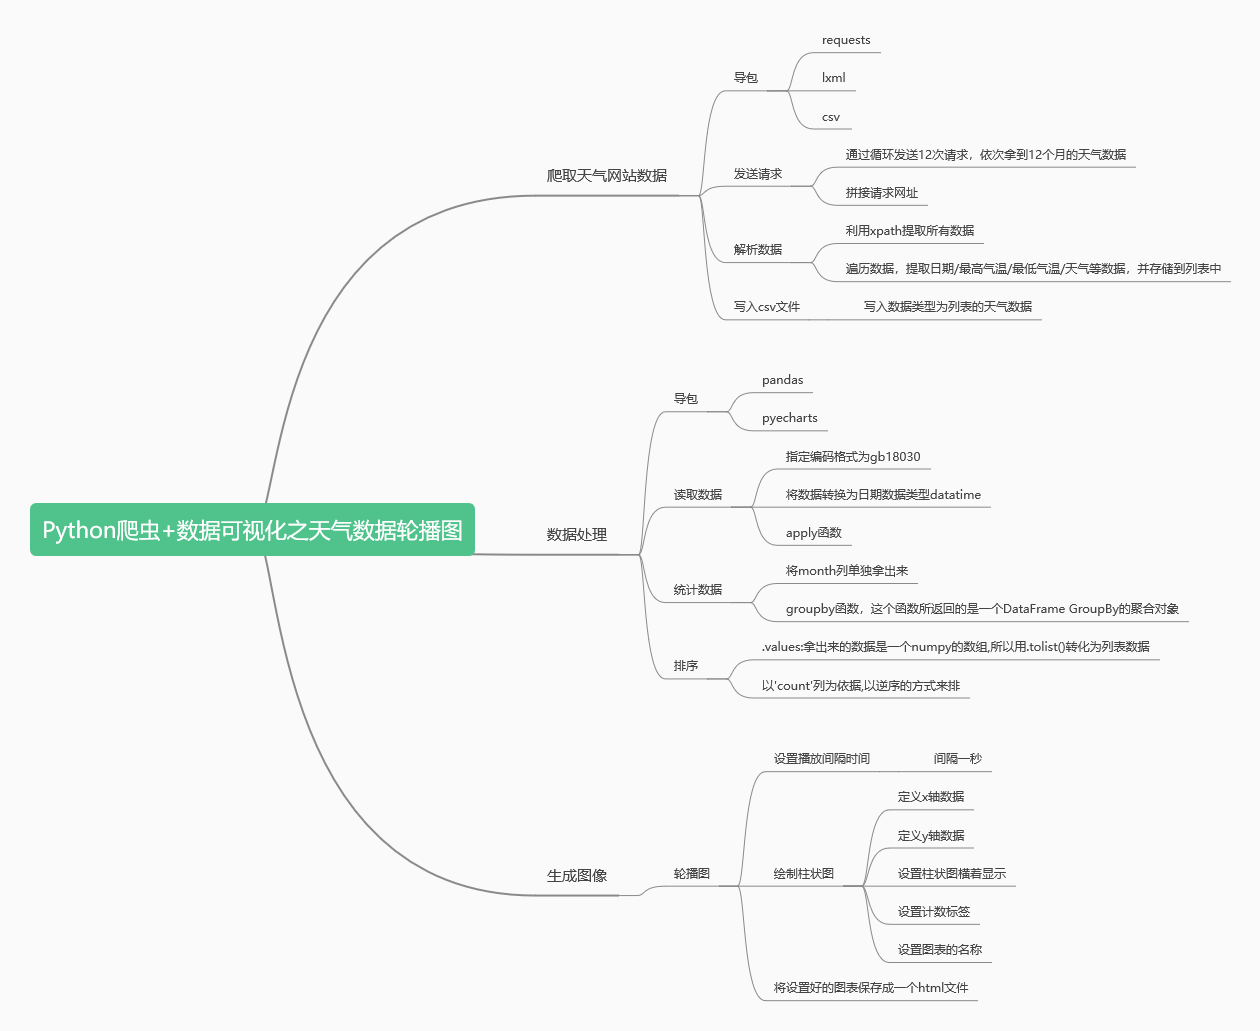 Python爬虫+数据可视化之天气数据轮播图
爬取天气网站数据
导包
requests
lxml
csv
发送请求
通过循环发送12次请求，依次拿到12个月的天气数据
拼接请求网址
解析数据
利用xpath提取所有数据
遍历数据，提取日期/最高气温/最低气温/天气等数据，并存储到列表中
写入csv文件
写入数据类型为列表的天气数据
数据处理
导包
pandas
pyecharts
读取数据
指定编码格式为gb18030
将数据转换为日期数据类型datatime
apply函数
统计数据
将month列单独拿出来
groupby函数，这个函数所返回的是一个DataFrame GroupBy的聚合对象
排序
.values:拿出来的数据是一个numpy的数组,所以用.tolist()转化为列表数据
以'count'列为依据,以逆序的方式来排
生成图像
轮播图
设置播放间隔时间
间隔一秒
绘制柱状图
定义x轴数据
定义y轴数据
设置柱状图横着显示
设置计数标签
设置图表的名称
将设置好的图表保存成一个html文件